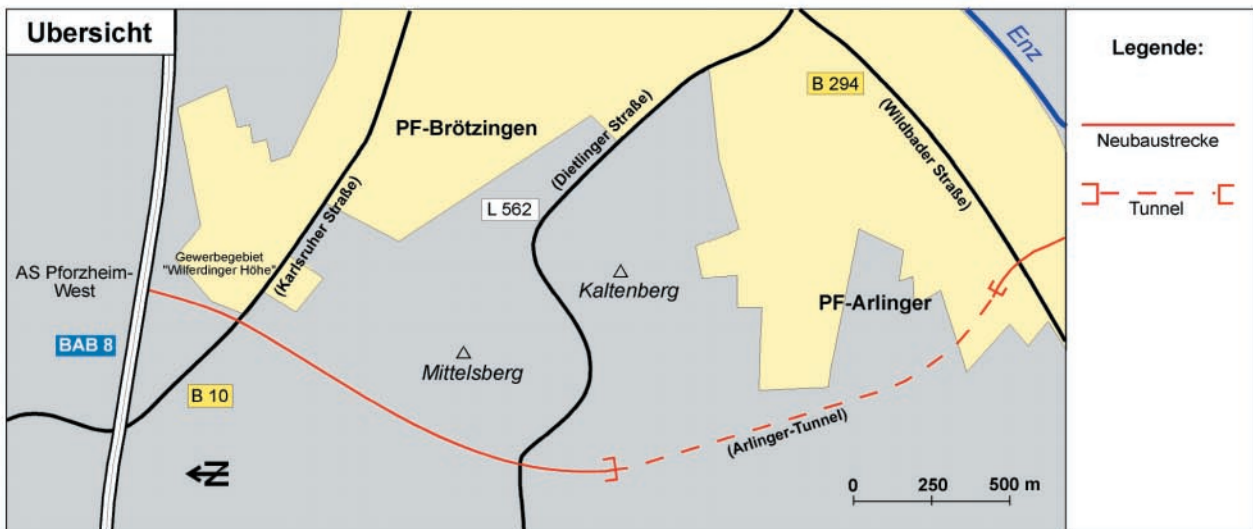 Ubersicht
Enz
Legende:
B 294
PF-Brötzingen
(Dietlinger Straße)
(Wildbader Straße)
Neubaustrecke
Tunnel
L 562
(Karlsruher Straße)
Gewerbegebiet
"Wilferdinger Höhe"
AS Pforzheim-
West
Kaltenberg
PF-Arlinger
BAB 8
Mittelsberg
B 10
(Arlinger-Tunnel)
N
0 250 500 m